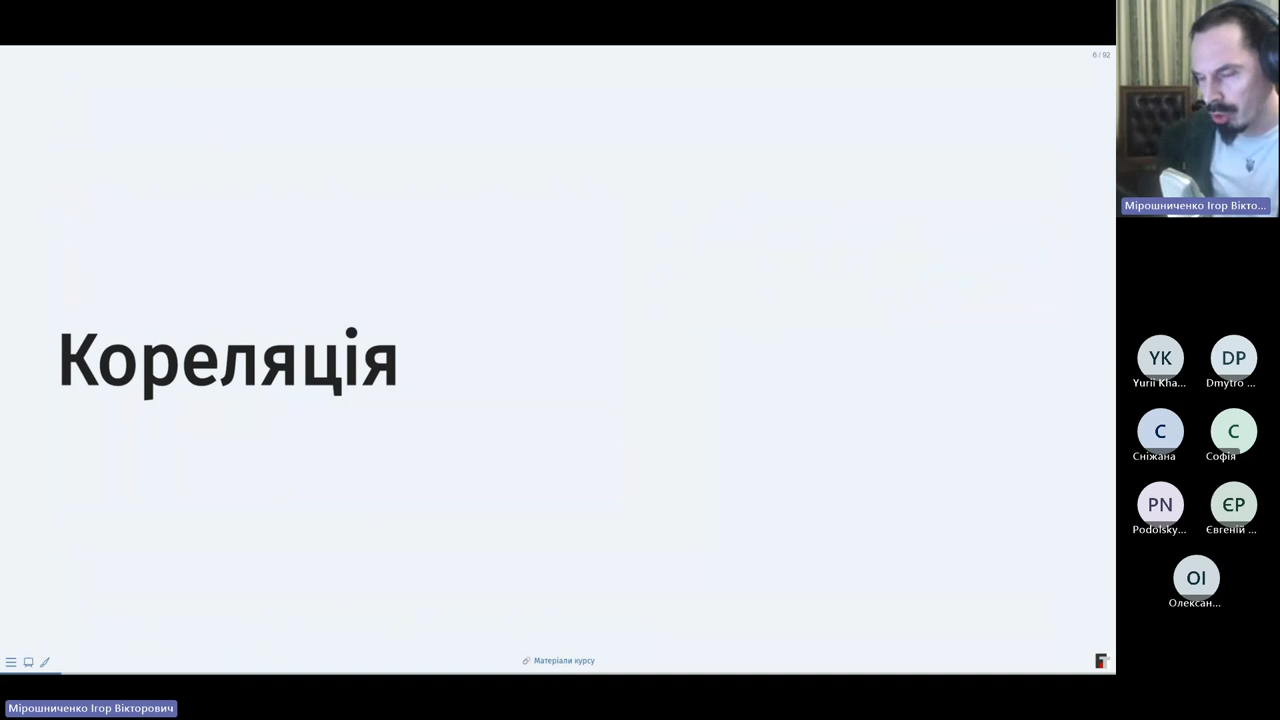 6 / 92
Кореляція
Матеріали курсу
Мірошниченко Ігор Вікто...
YK
Yurii Kha...
DP
Dmytro ...
С
Сніжана
С
Софія
PN
Podolsky...
ЄР
Євгеній ...
ОІ
Олексан...
Мірошниченко Ігор Вікторович